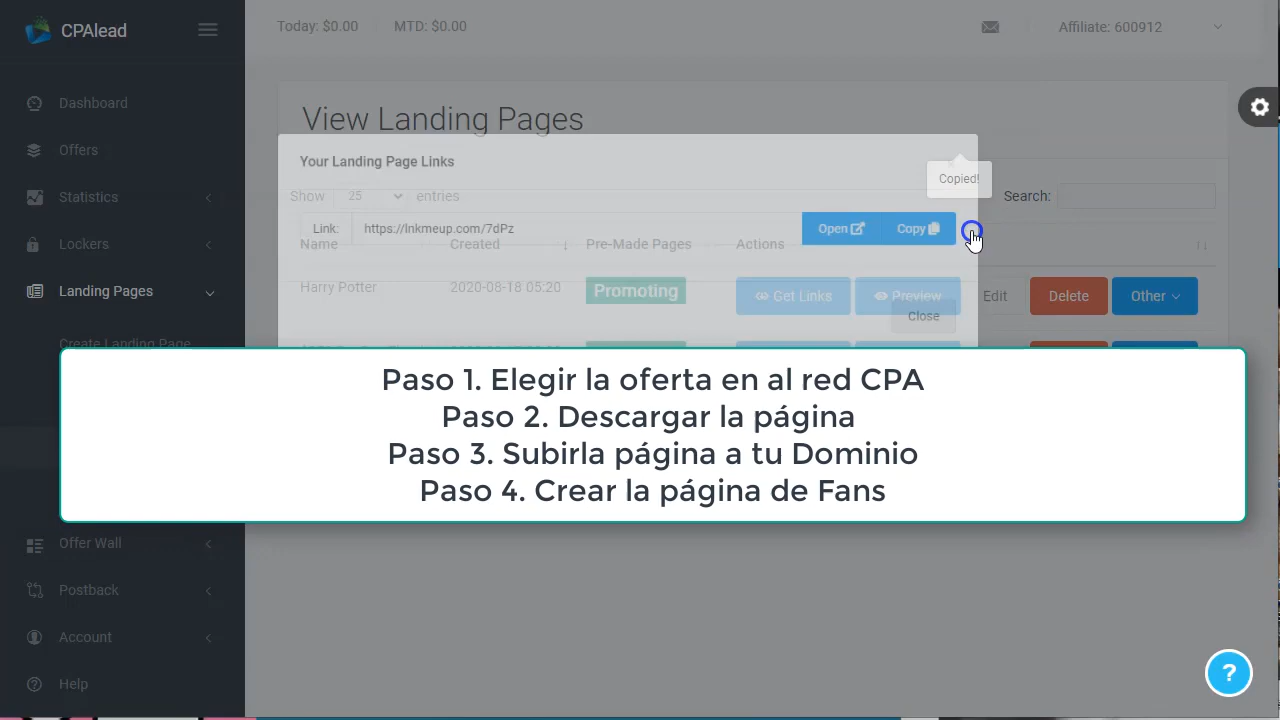 CPAlead
Today: $0.00
MTD: $0.00
Affiliate: 600912
Dashboard
Offers
Statistics
Lockers
Landing Pages
Create Landing Page
Offer Wall
Postback
Account
Help
View Landing Pages
Your Landing Page Links
Copied!
Show 25 entries
Search:
Link: https://lnkmeup.com/7dPz
Open Copy
Name Created Pre-Made Pages Actions
Harry Potter 2020-08-18 05:20 Promoting Get Links Preview Edit Delete Other
Close
Paso 1. Elegir la oferta en al red CPA
Paso 2. Descargar la página
Paso 3. Subirla página a tu Dominio
Paso 4. Crear la página de Fans
?